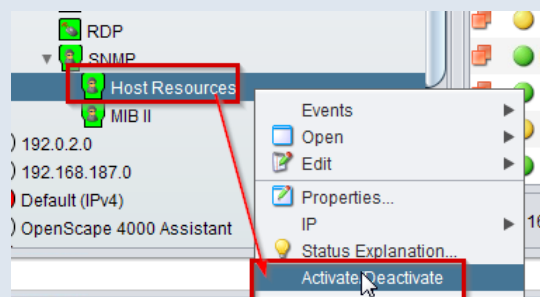 RDP
SNMP
Host Resources
MIB II
192.0.2.0
192.168.187.0
Default (IPv4)
OpenScape 4000 Assistant
Events
Open
Edit
Properties...
IP
Status Explanation...
Activate/Deactivate
16